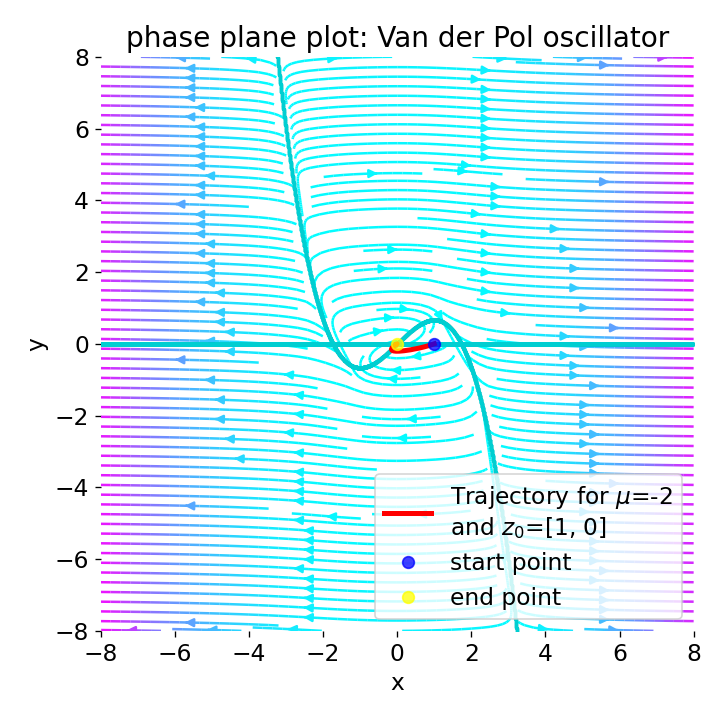 phase plane plot: Van der Pol oscillator
y
8
6
4
2
0
−2
−4
−6
−8
Trajectory for μ=-2
and z₀=[1, 0]
start point
end point
−8 −6 −4 −2 0 2 4 6 8
x